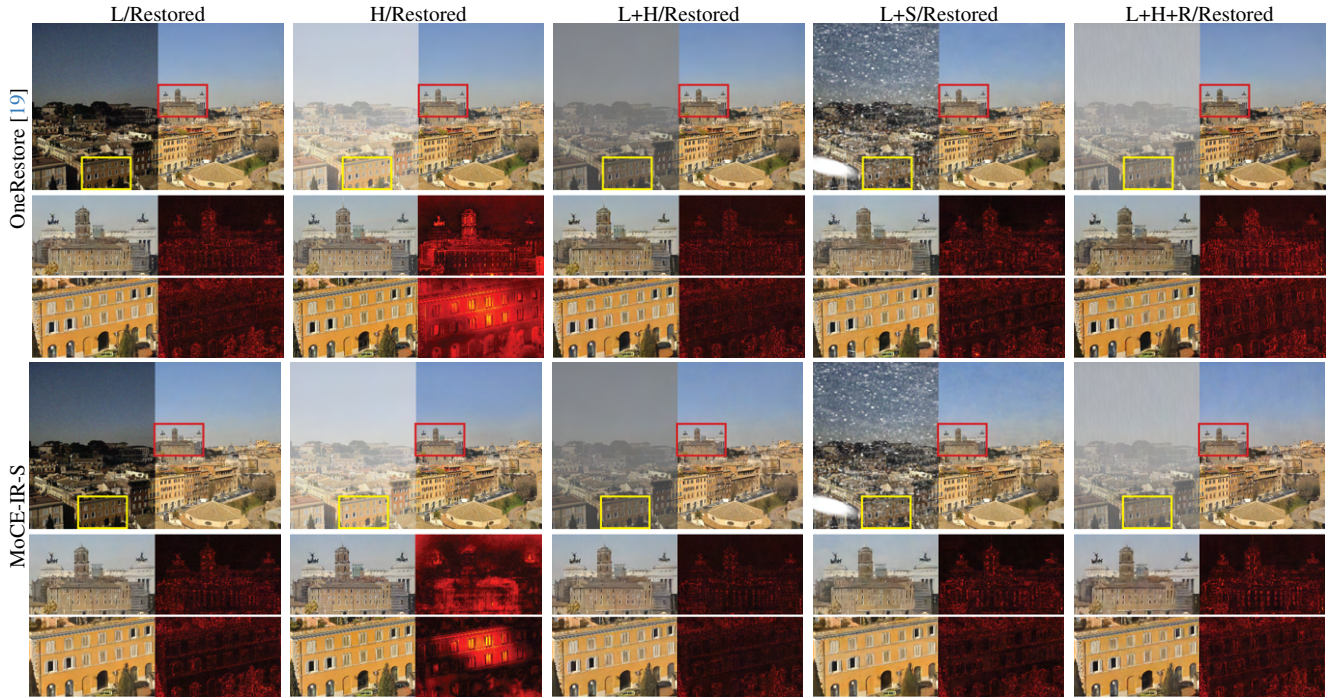 L/Restored
H/Restored
L+H/Restored
L+S/Restored
L+H+R/Restored
OneRestore [19]
MoCE-IR-S